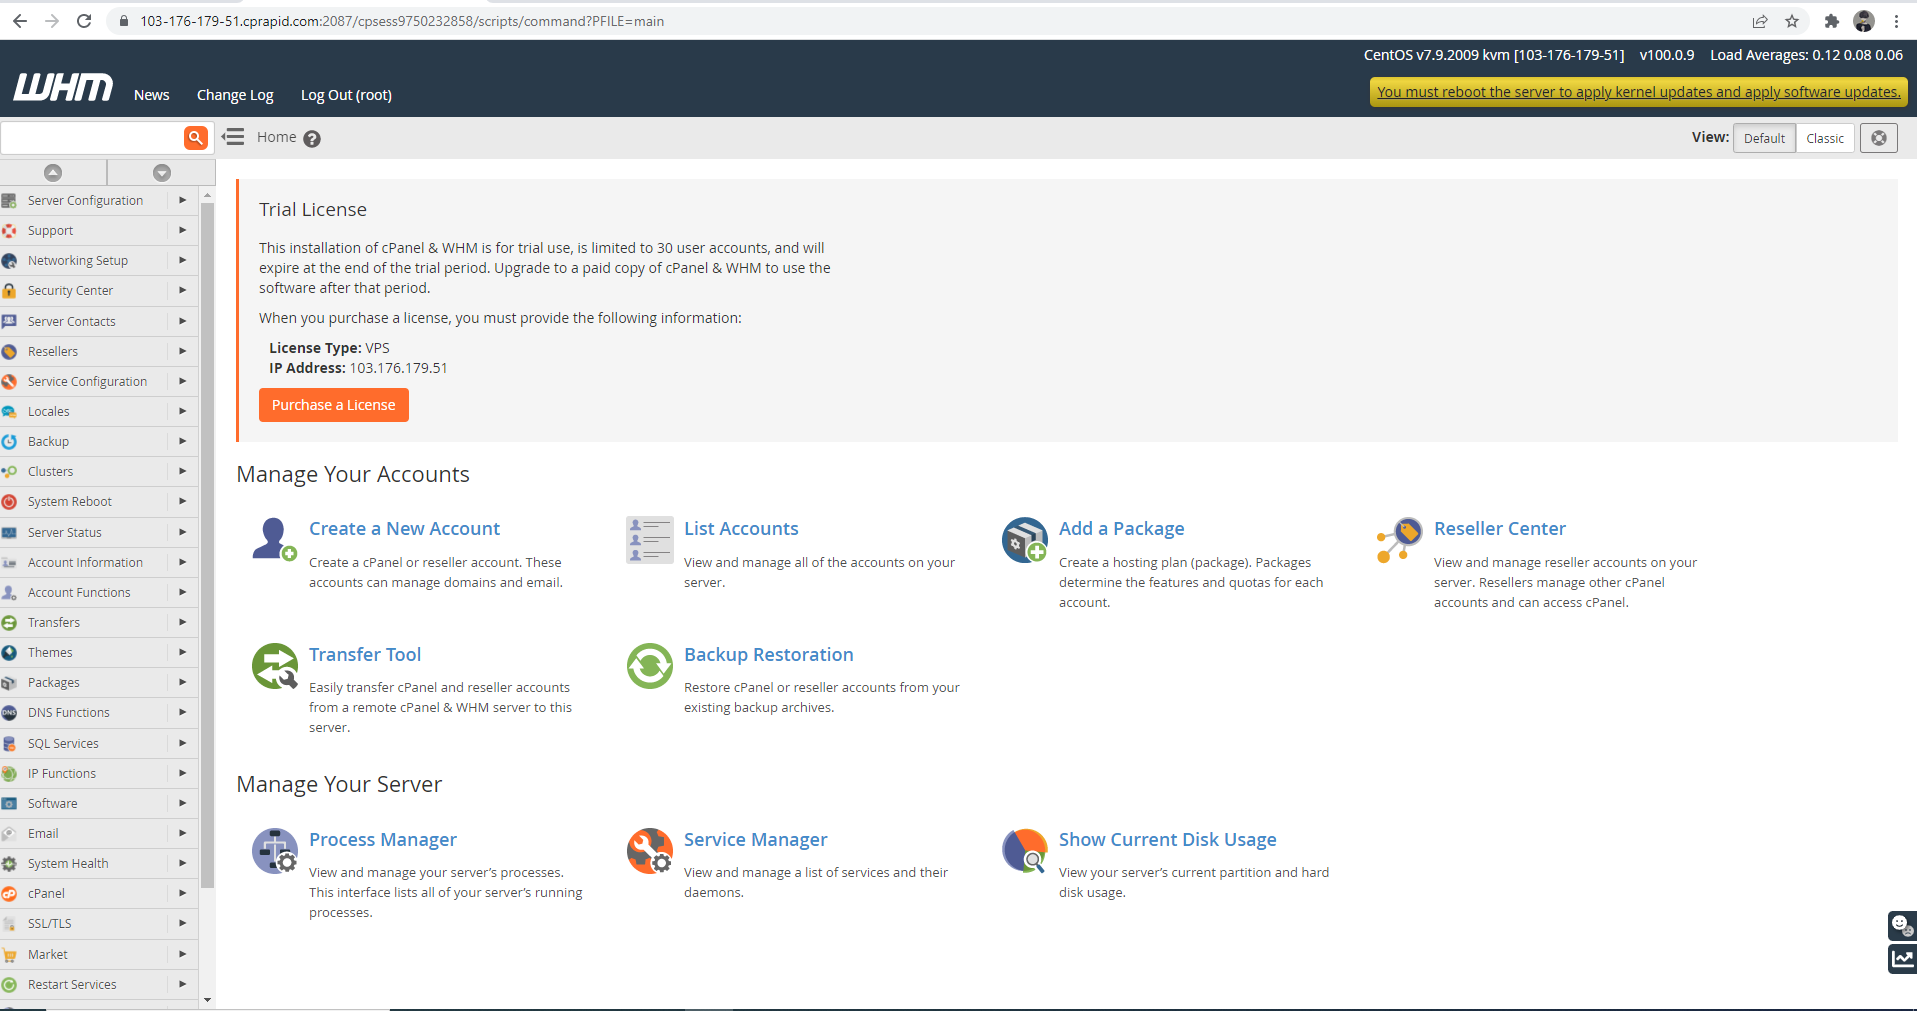 103-176-179-51.cprapid.com:2087/cpsess9750232858/scripts/command?PFILE=main
CentOS v7.9.2009 kvm [103-176-179-51] v100.0.9 Load Averages: 0.12 0.08 0.06
WHM News Change Log Log Out (root)
You must reboot the server to apply kernel updates and apply software updates.
Home
View: Default Classic
Server Configuration
Support
Networking Setup
Security Center
Server Contacts
Resellers
Service Configuration
Locales
Backup
Clusters
System Reboot
Server Status
Account Information
Account Functions
Transfers
Themes
Packages
DNS Functions
SQL Services
IP Functions
Software
Email
System Health
cPanel
SSL/TLS
Market
Restart Services
Trial License
This installation of cPanel & WHM is for trial use, is limited to 30 user accounts, and will
expire at the end of the trial period. Upgrade to a paid copy of cPanel & WHM to use the
software after that period.
When you purchase a license, you must provide the following information:
License Type: VPS
IP Address: 103.176.179.51
Purchase a License
Manage Your Accounts
Create a New Account
Create a cPanel or reseller account. These
accounts can manage domains and email.
List Accounts
View and manage all of the accounts on your
server.
Add a Package
Create a hosting plan (package). Packages
determine the features and quotas for each
account.
Reseller Center
View and manage reseller accounts on your
server. Resellers manage other cPanel
accounts and can access cPanel.
Transfer Tool
Easily transfer cPanel and reseller accounts
from a remote cPanel & WHM server to this
server.
Backup Restoration
Restore cPanel or reseller accounts from your
existing backup archives.
Manage Your Server
Process Manager
View and manage your server’s processes.
This interface lists all of your server’s running
processes.
Service Manager
View and manage a list of services and their
daemons.
Show Current Disk Usage
View your server’s current partition and hard
disk usage.